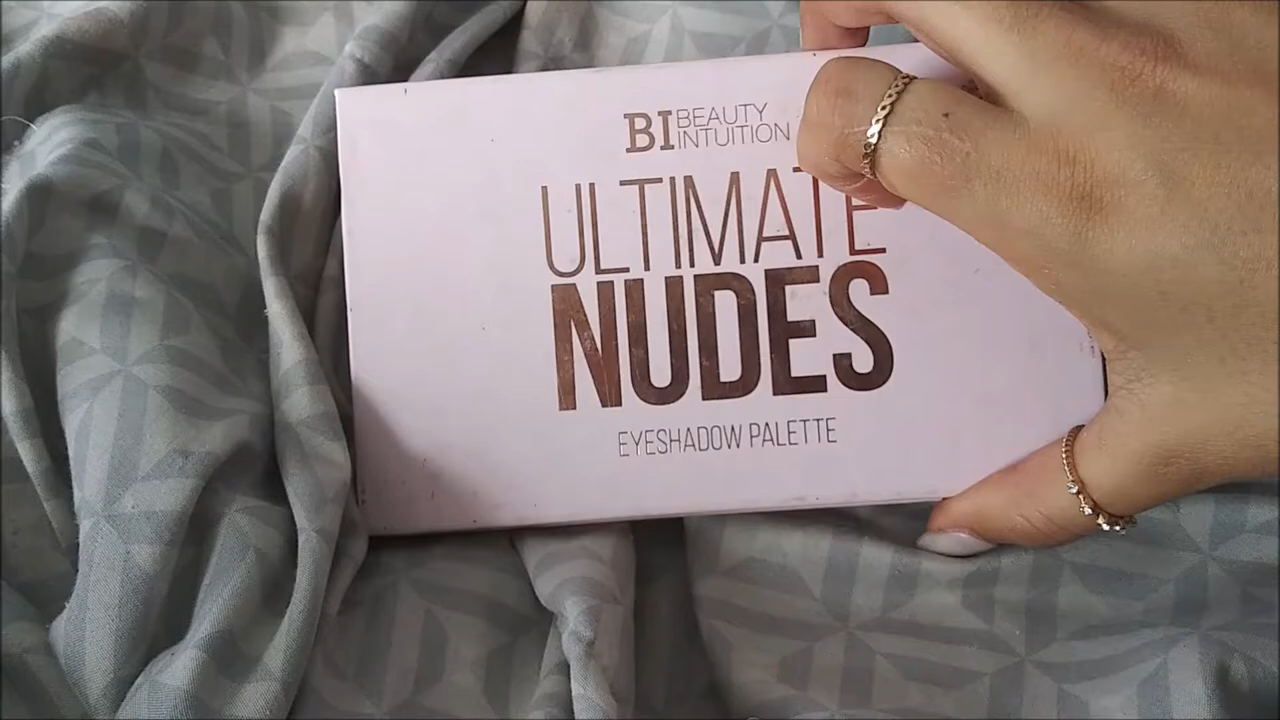 BI BEAUTY
INTUITION
ULTIMATE
NUDES
EYESHADOW PALETTE